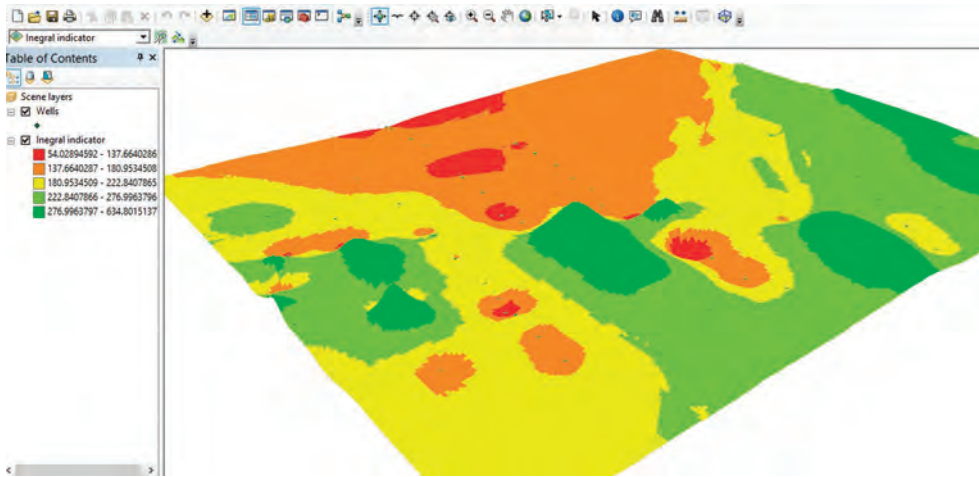 Inegral indicator
Table of Contents
Scene layers
Wells
Inegral indicator
54.02894592 - 137.6640286
137.6640287 - 180.9534508
180.9534509 - 222.8407865
222.8407866 - 276.9963796
276.9963797 - 634.8015137